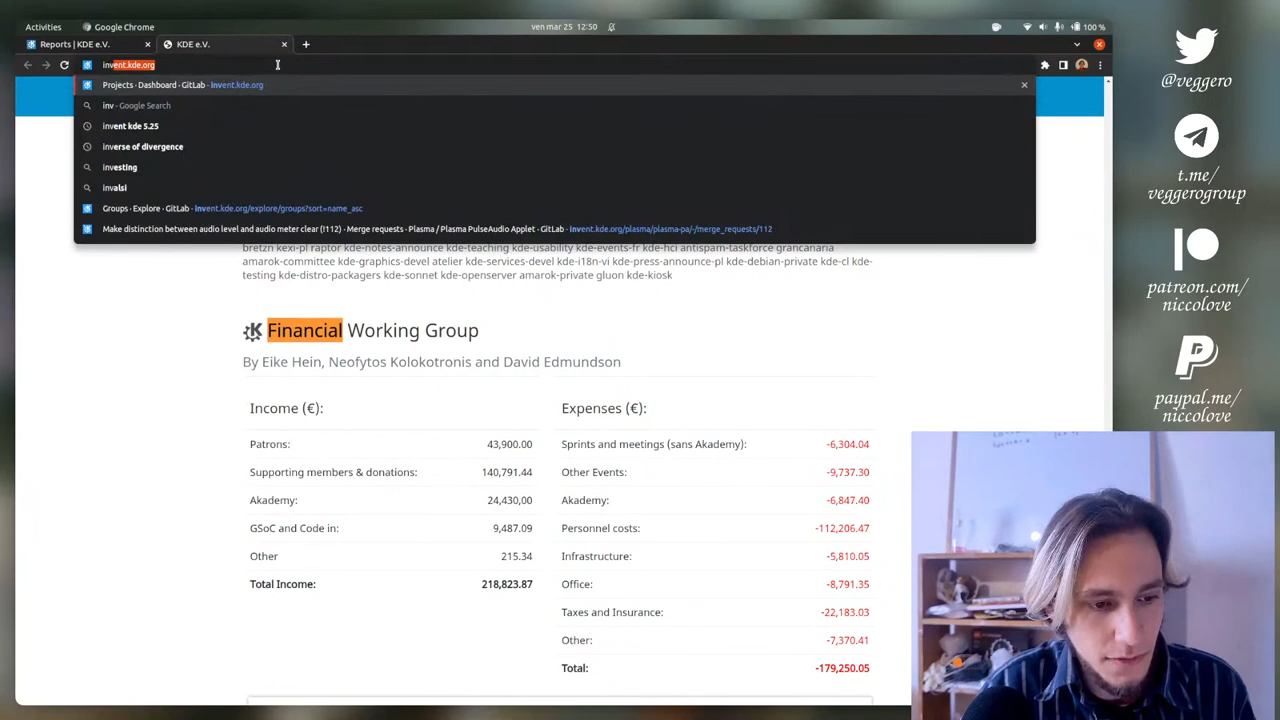 Activities
Google Chrome
ven mar 25 12:50
100 %
Reports | KDE e.V.
KDE e.V.
invent.kde.org
Projects · Dashboard · GitLab - invent.kde.org
inv - Google Search
invent kde 5.25
inverse of divergence
investing
invalsi
Groups · Explore · GitLab - invent.kde.org/explore/groups?sort=name_asc
Make distinction between audio level and audio meter clear (!112) · Merge requests · Plasma / Plasma PulseAudio Applet · GitLab - invent.kde.org/plasma/plasma-pa/-/merge_requests/112
bretzn kexi-pl raptor kde-notes-announce kde-teaching kde-usability kde-events-fr kde-hci antispam-taskforce grancanaria
amarok-committee kde-graphics-devel atelier kde-services-devel kde-i18n-vi kde-press-announce-pl kde-debian-private kde-cl kde-
testing kde-distro-packagers kde-sonnet kde-openserver amarok-private gluon kde-kiosk
Financial Working Group
By Eike Hein, Neofytos Kolokotronis and David Edmundson
Income (€):
Patrons: 43,900.00
Supporting members & donations: 140,791.44
Akademy: 24,430,00
GSoC and Code in: 9,487.09
Other 215.34
Total Income: 218,823.87
Expenses (€):
Sprints and meetings (sans Akademy): -6,304.04
Other Events: -9,737.30
Akademy: -6,847.40
Personnel costs: -112,206.47
Infrastructure: -5,810.05
Office: -8,791.35
Taxes and Insurance: -22,183.03
Other: -7,370.41
Total: -179,250.05
@veggero
t.me/
veggerogroup
patreon.com/
niccolove
paypal.me/
niccolove